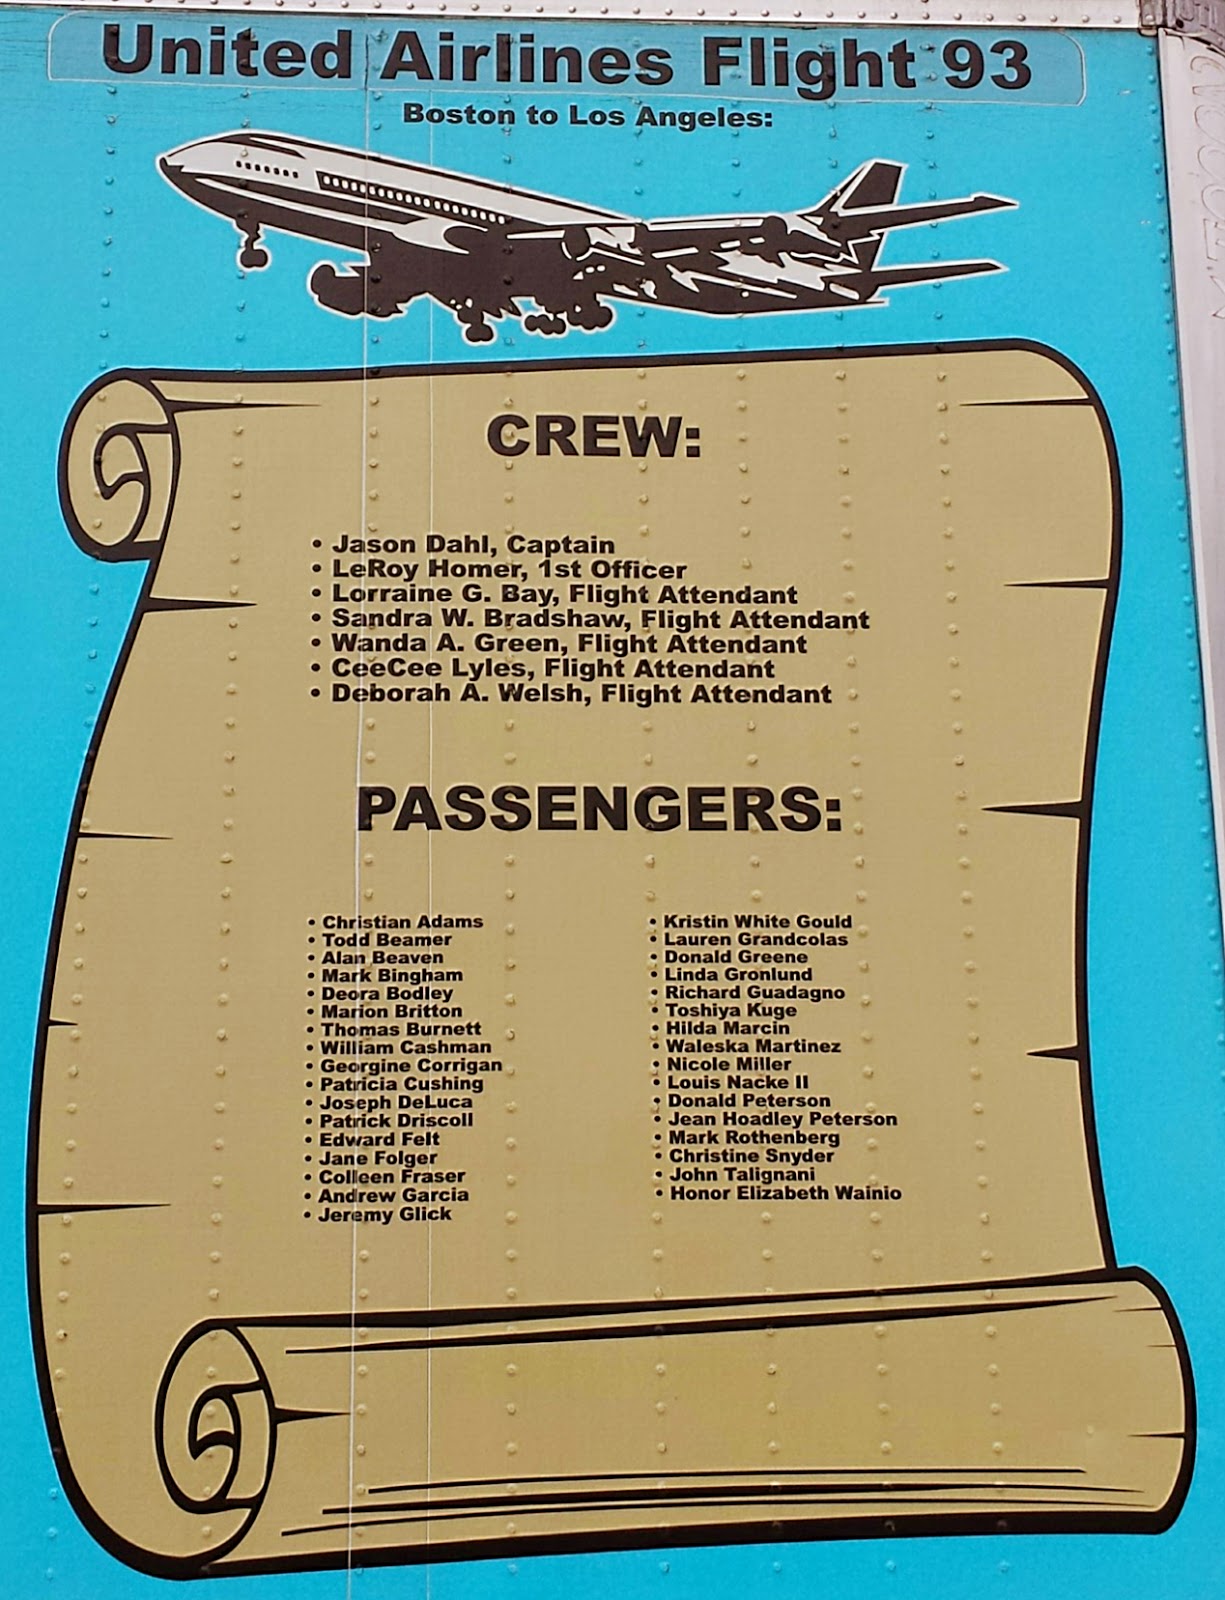 United Airlines Flight 93
Boston to Los Angeles:
CREW:
• Jason Dahl, Captain
• LeRoy Homer, 1st Officer
• Lorraine G. Bay, Flight Attendant
• Sandra W. Bradshaw, Flight Attendant
• Wanda A. Green, Flight Attendant
• CeeCee Lyles, Flight Attendant
• Deborah A. Welsh, Flight Attendant
PASSENGERS:
• Christian Adams
• Todd Beamer
• Alan Beaven
• Mark Bingham
• Deora Bodley
• Marion Britton
• Thomas Burnett
• William Cashman
• Georgine Corrigan
• Patricia Cushing
• Joseph DeLuca
• Patrick Driscoll
• Edward Felt
• Jane Folger
• Colleen Fraser
• Andrew Garcia
• Jeremy Glick
• Kristin White Gould
• Lauren Grandcolas
• Donald Greene
• Linda Gronlund
• Richard Guadagno
• Toshiya Kuge
• Hilda Marcin
• Waleska Martinez
• Nicole Miller
• Louis Nacke II
• Donald Peterson
• Jean Hoadley Peterson
• Mark Rothenberg
• Christine Snyder
• John Talignani
• Honor Elizabeth Wainio